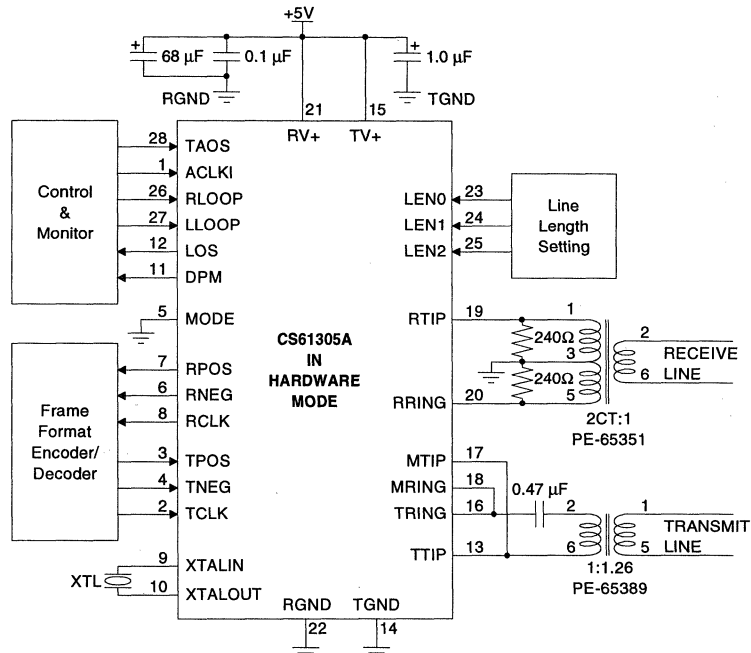 +5V
+ 68 μF 0.1 μF + 1.0 μF
RGND TGND
21 15
RV+ TV+
Control
&
Monitor
28 TAOS
1 ACLKI
26 RLOOP
27 LLOOP
12 LOS
11 DPM
5 MODE
LEN0 23
LEN1 24
LEN2 25
Line
Length
Setting
CS61305A
IN
HARDWARE
MODE
Frame
Format
Encoder/
Decoder
7 RPOS
6 RNEG
8 RCLK
3 TPOS
4 TNEG
2 TCLK
RTIP 19
240Ω
240Ω
RRING 20
1
3
5
2
6
RECEIVE
LINE
2CT:1
PE-65351
MTIP 17
MRING 18
TRING 16
TTIP 13
0.47 μF
2
6
1
5
TRANSMIT
LINE
1:1.26
PE-65389
XTL
9 XTALIN
10 XTALOUT
RGND TGND
22 14